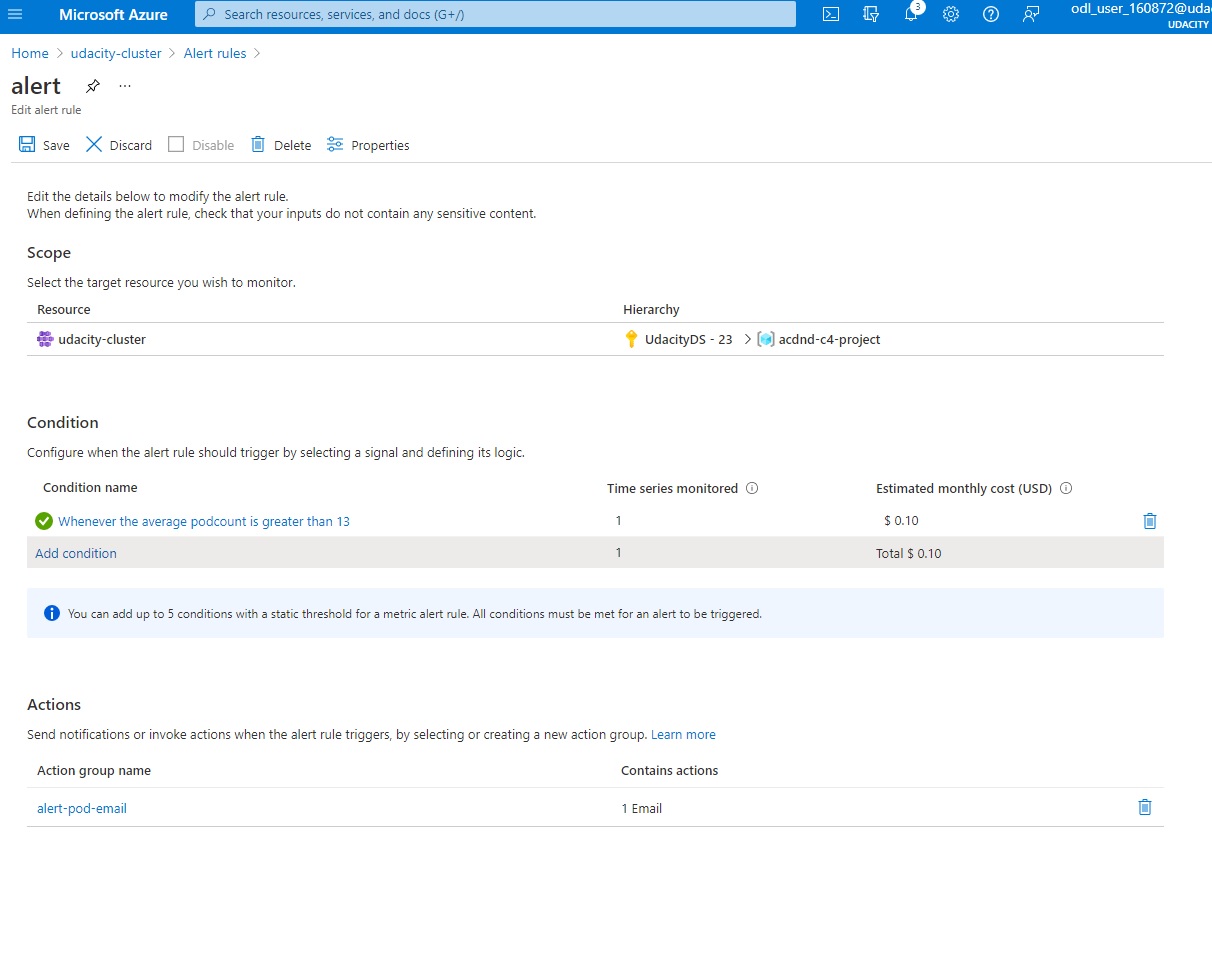 Microsoft Azure
Search resources, services, and docs (G+/)
3
odl_user_160872@uda
UDACITY
Home > udacity-cluster > Alert rules >
alert ...
Edit alert rule
Save Discard Disable Delete Properties
Edit the details below to modify the alert rule.
When defining the alert rule, check that your inputs do not contain any sensitive content.
Scope
Select the target resource you wish to monitor.
Resource Hierarchy
udacity-cluster UdacityDS - 23 > acdnd-c4-project
Condition
Configure when the alert rule should trigger by selecting a signal and defining its logic.
Condition name Time series monitored Estimated monthly cost (USD)
Whenever the average podcount is greater than 13 1 $ 0.10
Add condition 1 Total $ 0.10
You can add up to 5 conditions with a static threshold for a metric alert rule. All conditions must be met for an alert to be triggered.
Actions
Send notifications or invoke actions when the alert rule triggers, by selecting or creating a new action group. Learn more
Action group name Contains actions
alert-pod-email 1 Email